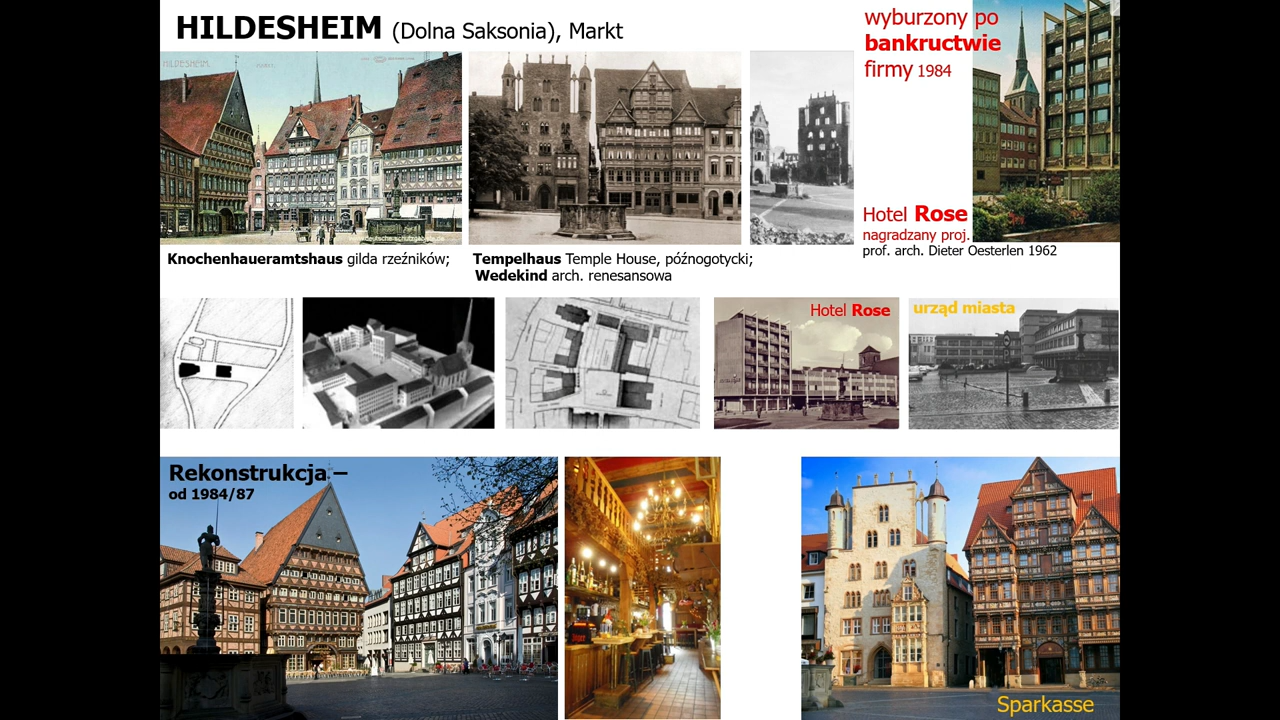 HILDESHEIM (Dolna Saksonia), Markt
wyburzony po
bankructwie
firmy 1984
HILDESHEIM.
Hotel Rose
nagradzany proj.
prof. arch. Dieter Oesterlen 1962
Knochenhaueramtshaus gilda rzeźników;
Tempelhaus Temple House, późnogotycki;
Wedekind arch. renesansowa
Hotel Rose
urząd miasta
Rekonstrukcja –
od 1984/87
Sparkasse